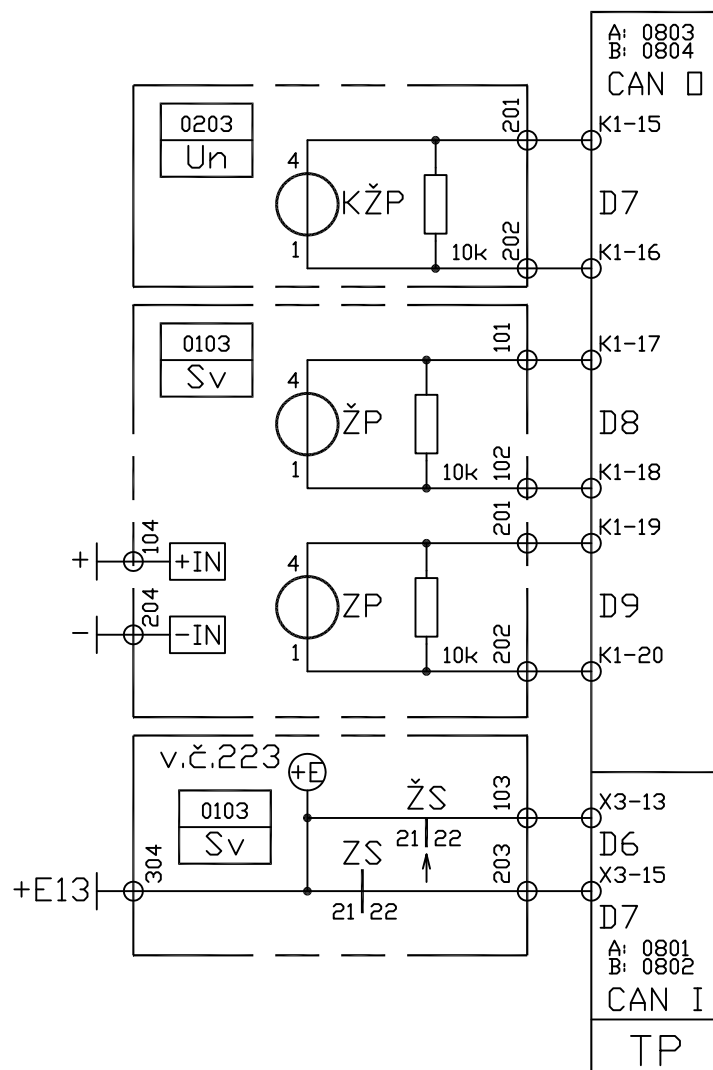 A: 0803
B: 0804
CAN O
0203
Un
201
K1-15
4
KŽP
D7
1
10k
202
K1-16
0103
Sv
101
K1-17
4
ŽP
D8
1
10k
102
K1-18
201
K1-19
+
104
+IN
4
ZP
D9
-
204
-IN
1
10k
202
K1-20
v.č.223
+E
ŽS
103
X3-13
0103
Sv
21
22
D6
304
ZS
203
X3-15
+E13
21
22
D7
A: 0801
B: 0802
CAN I
TP